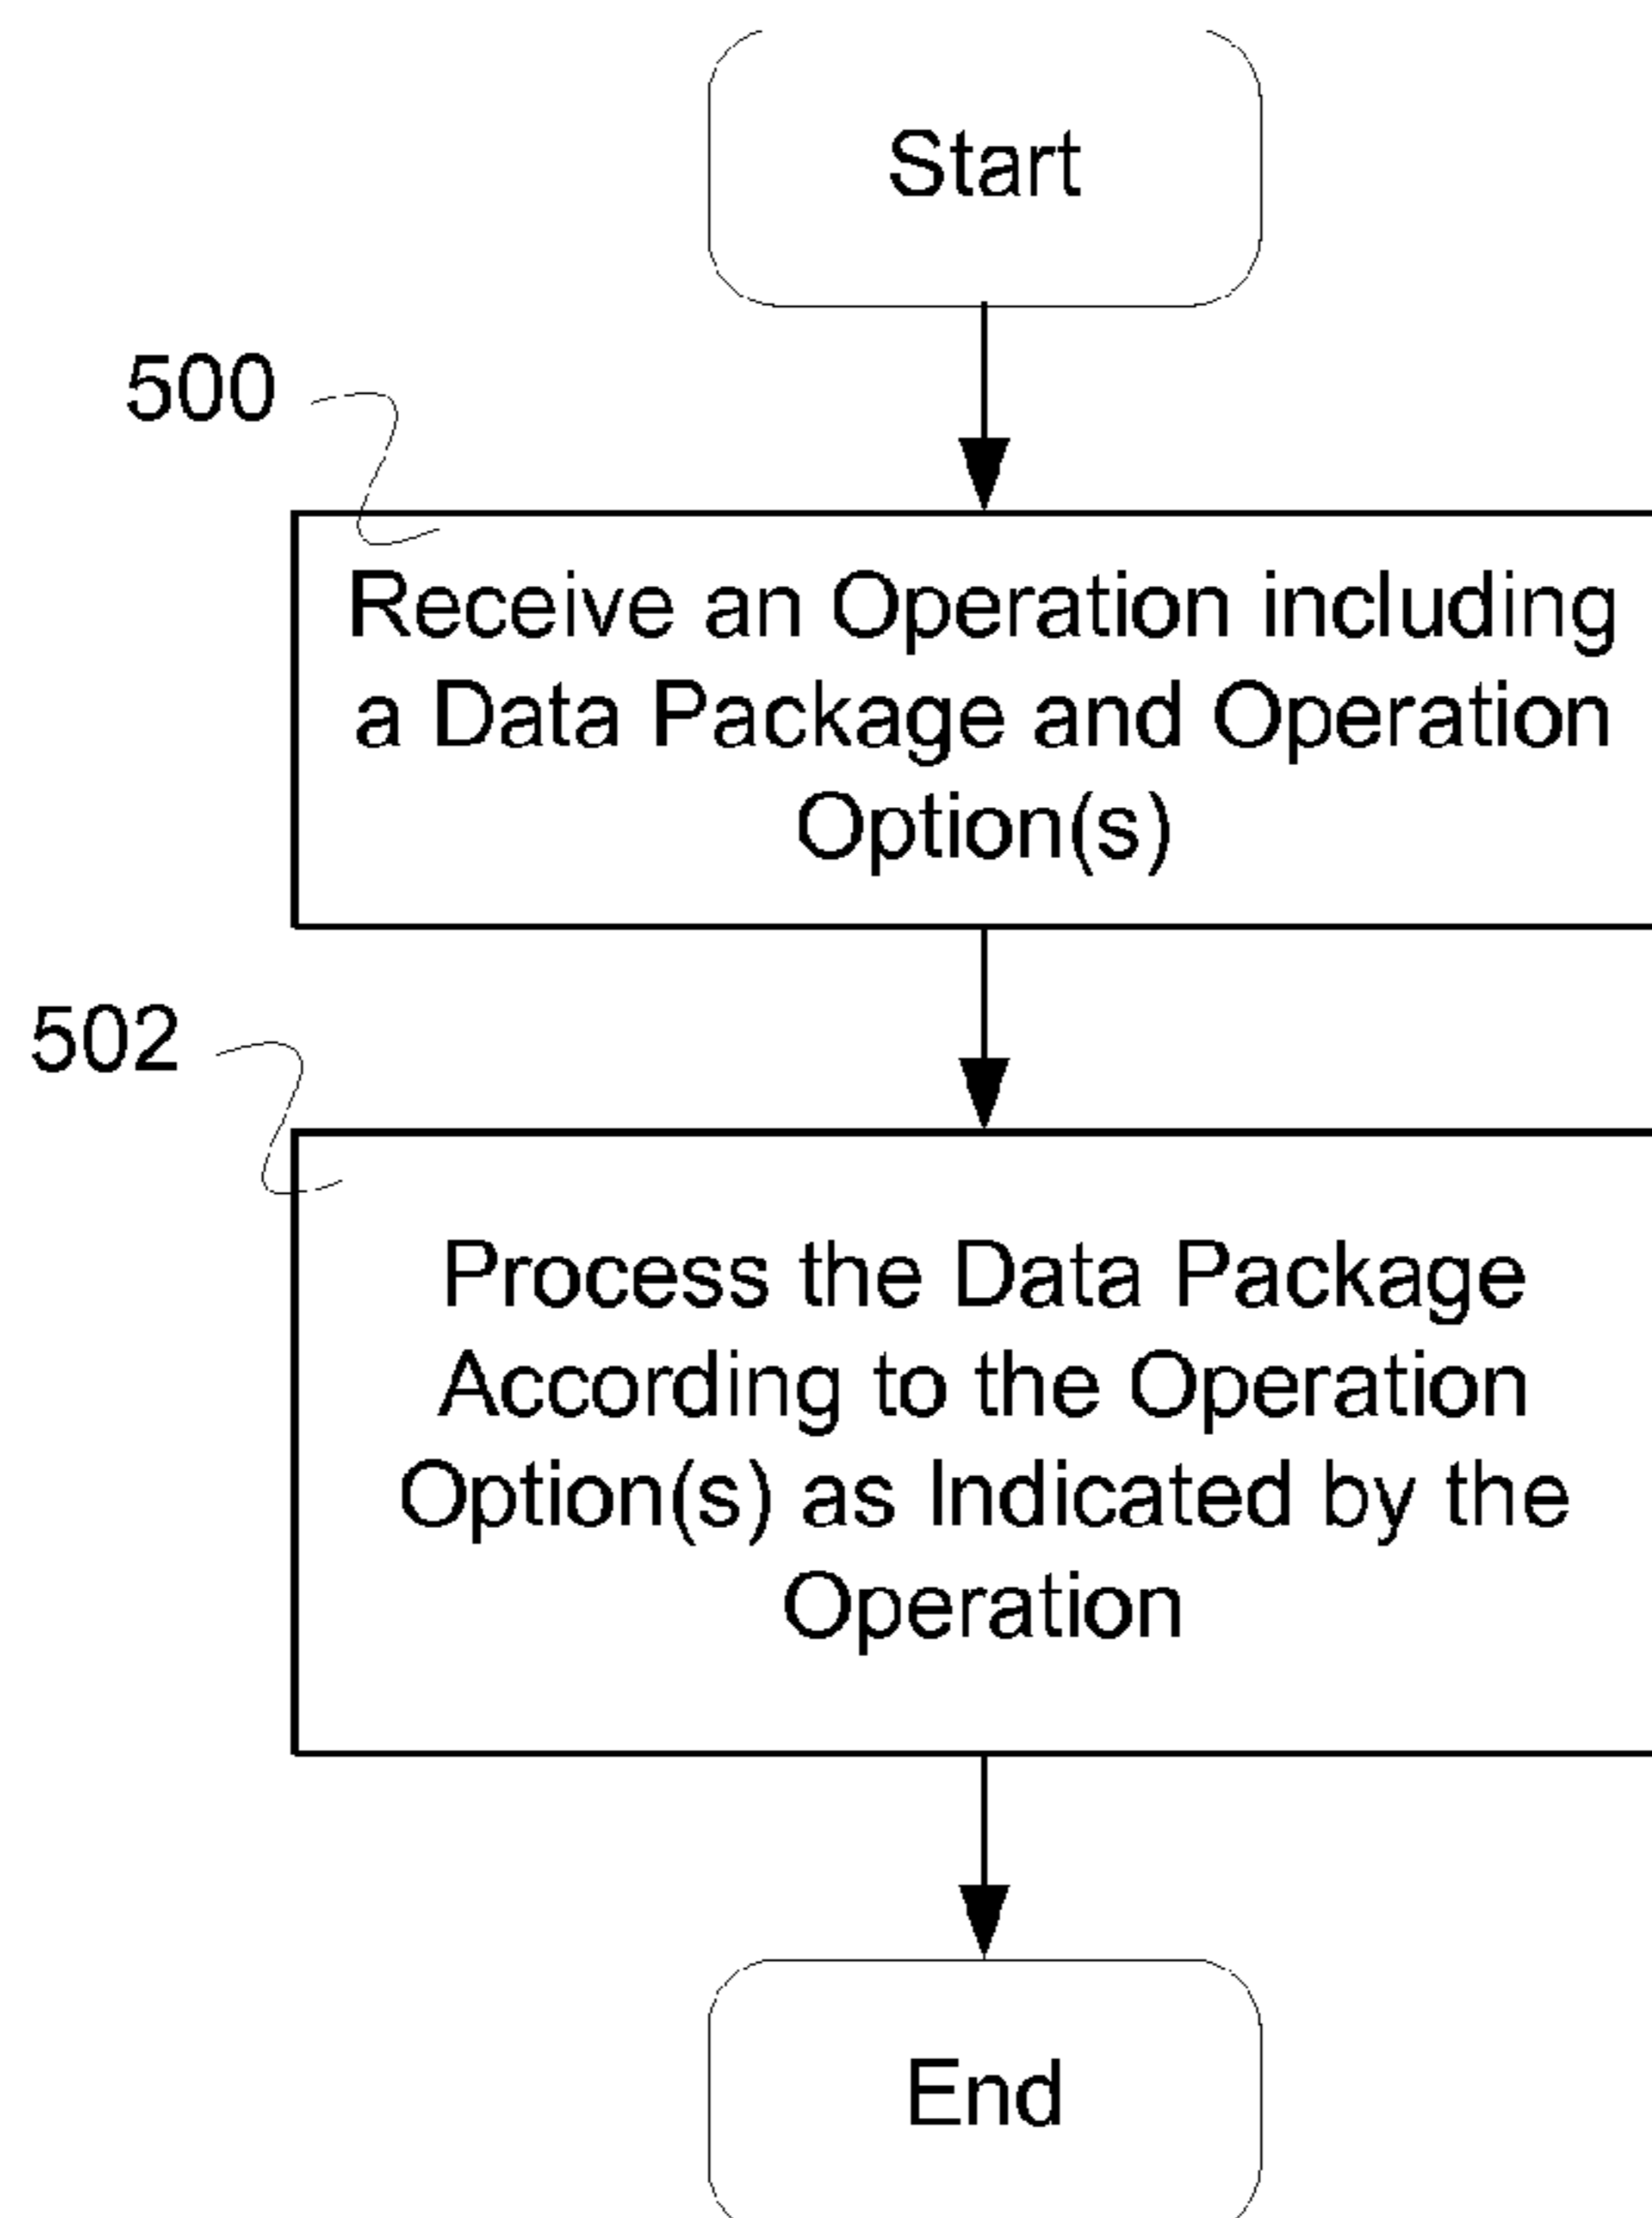 Start
500
Receive an Operation including
a Data Package and Operation
Option(s)
502
Process the Data Package
According to the Operation
Option(s) as Indicated by the
Operation
End